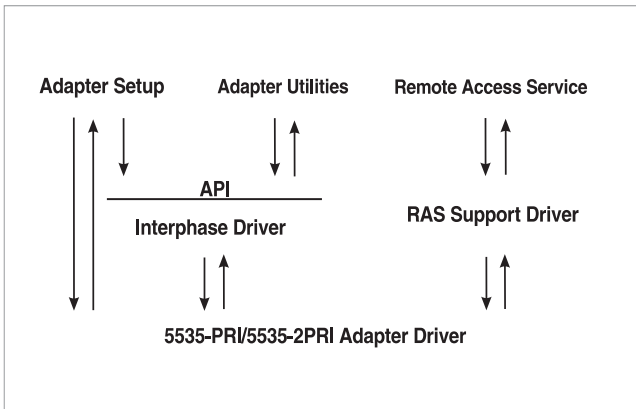 Adapter Setup
Adapter Utilities
Remote Access Service
API
Interphase Driver
RAS Support Driver
5535-PRI/5535-2PRI Adapter Driver